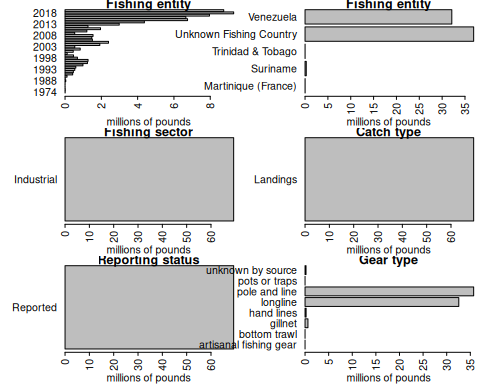 Fishing entity
2018
2013
2008
2003
1998
1993
1988
1974
0 2 4 6 8
millions of pounds
Fishing entity
Venezuela
Unknown Fishing Country
Trinidad & Tobago
Suriname
Martinique (France)
0 5 10 15 20 25 30 35
millions of pounds
Fishing sector
Industrial
0 10 20 30 40 50 60
millions of pounds
Catch type
Landings
0 10 20 30 40 50 60
millions of pounds
Reporting status
Reported
0 10 20 30 40 50 60
millions of pounds
Gear type
unknown by source
pots or traps
pole and line
longline
hand lines
gillnet
bottom trawl
artisanal fishing gear
0 5 10 15 20 25 30 35
millions of pounds